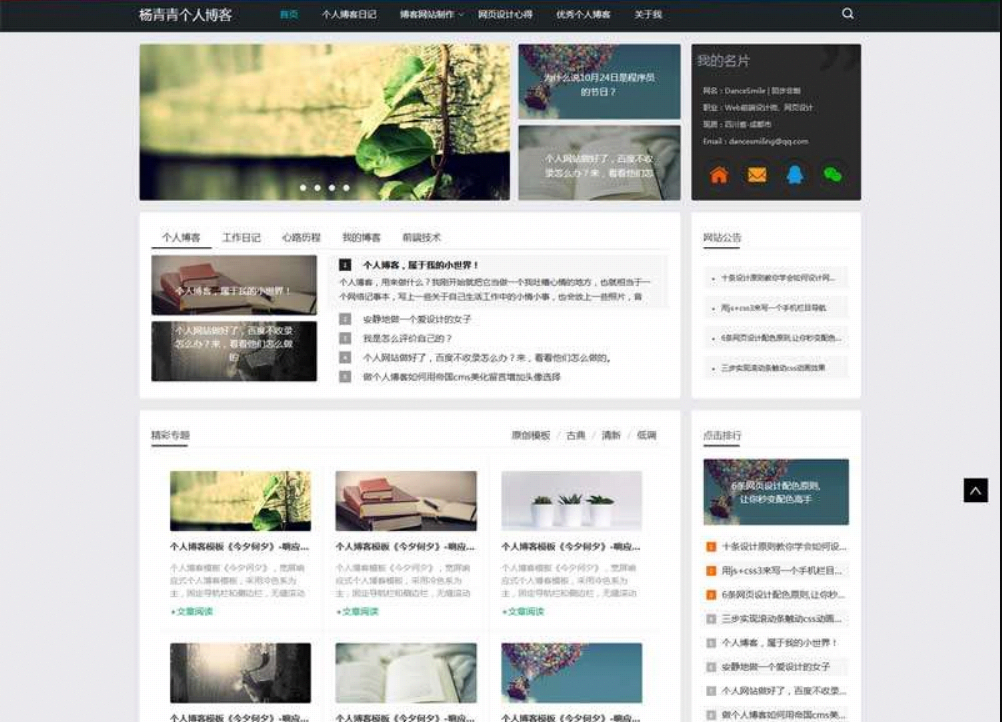 杨青青个人博客
首页 个人博客日记 博客网站制作 网页设计心得 优秀个人博客 关于我
为什么说10月24日是程序员
的节日？
个人网站做好了，百度不收
录怎么办？来，看看他们怎
我的名片
网名：DanceSmile |
职业：Web前端设计师、网页设计
现居：四川省-成都市
Email：dancesmiling@qq.com
个人博客 工作日记 心路历程 我的博客 前端技术
个人博客，属于我的小世界！
个人网站做好了，百度不收录
怎么办？来，看看他们怎么做
的
1 个人博客，属于我的小世界！
个人博客，用来做什么？我刚开始就把它当做一个我吐槽心情的地方，也就相当于一
个网络记事本，写上一些关于自己生活工作中的小情小事，也会放上一些照片，音
2 安静地做一个爱设计的女子
3 我是怎么评价自己的？
4 个人网站做好了，百度不收录怎么办？来，看看他们怎么做的。
5 做个人博客如何用帝国cms美化留言增加头像选择
网站公告
十条设计原则教你学会如何设计网...
用js+css3来写一个手机栏目导航
6条网页设计配色原则,让你秒变配色...
三步实现滚动条触动css动画效果
精彩专题
原创模板 / 古典 / 清新 / 低调
个人博客模板《今夕何夕》-响应...
个人博客模板《今夕何夕》，宽屏响
应式个人博客模板，采用冷色系为
主，固定导航栏和侧边栏，无缝滚动
+文章阅读
个人博客模板《今夕何夕》-响应...
个人博客模板《今夕何夕》，宽屏响
应式个人博客模板，采用冷色系为
主，固定导航栏和侧边栏，无缝滚动
+文章阅读
个人博客模板《今夕何夕》-响应...
个人博客模板《今夕何夕》，宽屏响
应式个人博客模板，采用冷色系为
主，固定导航栏和侧边栏，无缝滚动
+文章阅读
个人博客模板《今夕何夕》-响应...
个人博客模板《今夕何夕》-响应...
个人博客模板《今夕何夕》-响应...
点击排行
6条网页设计配色原则,
让你秒变配色高手
1 十条设计原则教你学会如何设...
2 用js+css3来写一个手机栏目...
3 6条网页设计配色原则,让你秒...
4 三步实现滚动条触动css动画...
5 个人博客，属于我的小世界！
6 安静地做一个爱设计的女子
7 个人网站做好了，百度不收录...
8 做个人博客如何用帝国cms美...